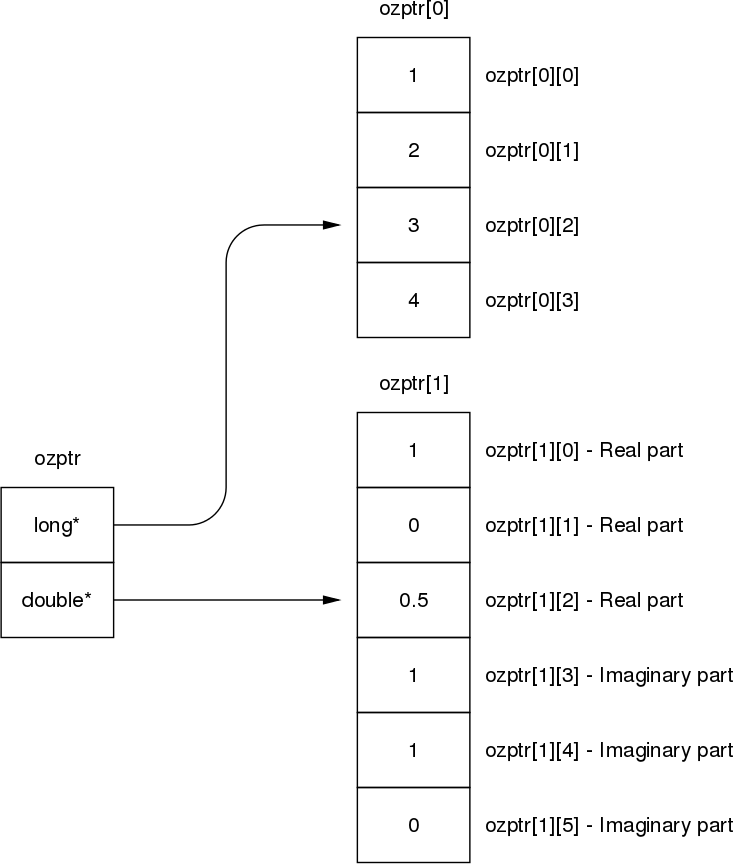 ozptr[0]
1 ozptr[0][0]
2 ozptr[0][1]
3 ozptr[0][2]
4 ozptr[0][3]
ozptr[1]
1 ozptr[1][0] - Real part
ozptr
0 ozptr[1][1] - Real part
long*
0.5 ozptr[1][2] - Real part
double*
1 ozptr[1][3] - Imaginary part
1 ozptr[1][4] - Imaginary part
0 ozptr[1][5] - Imaginary part